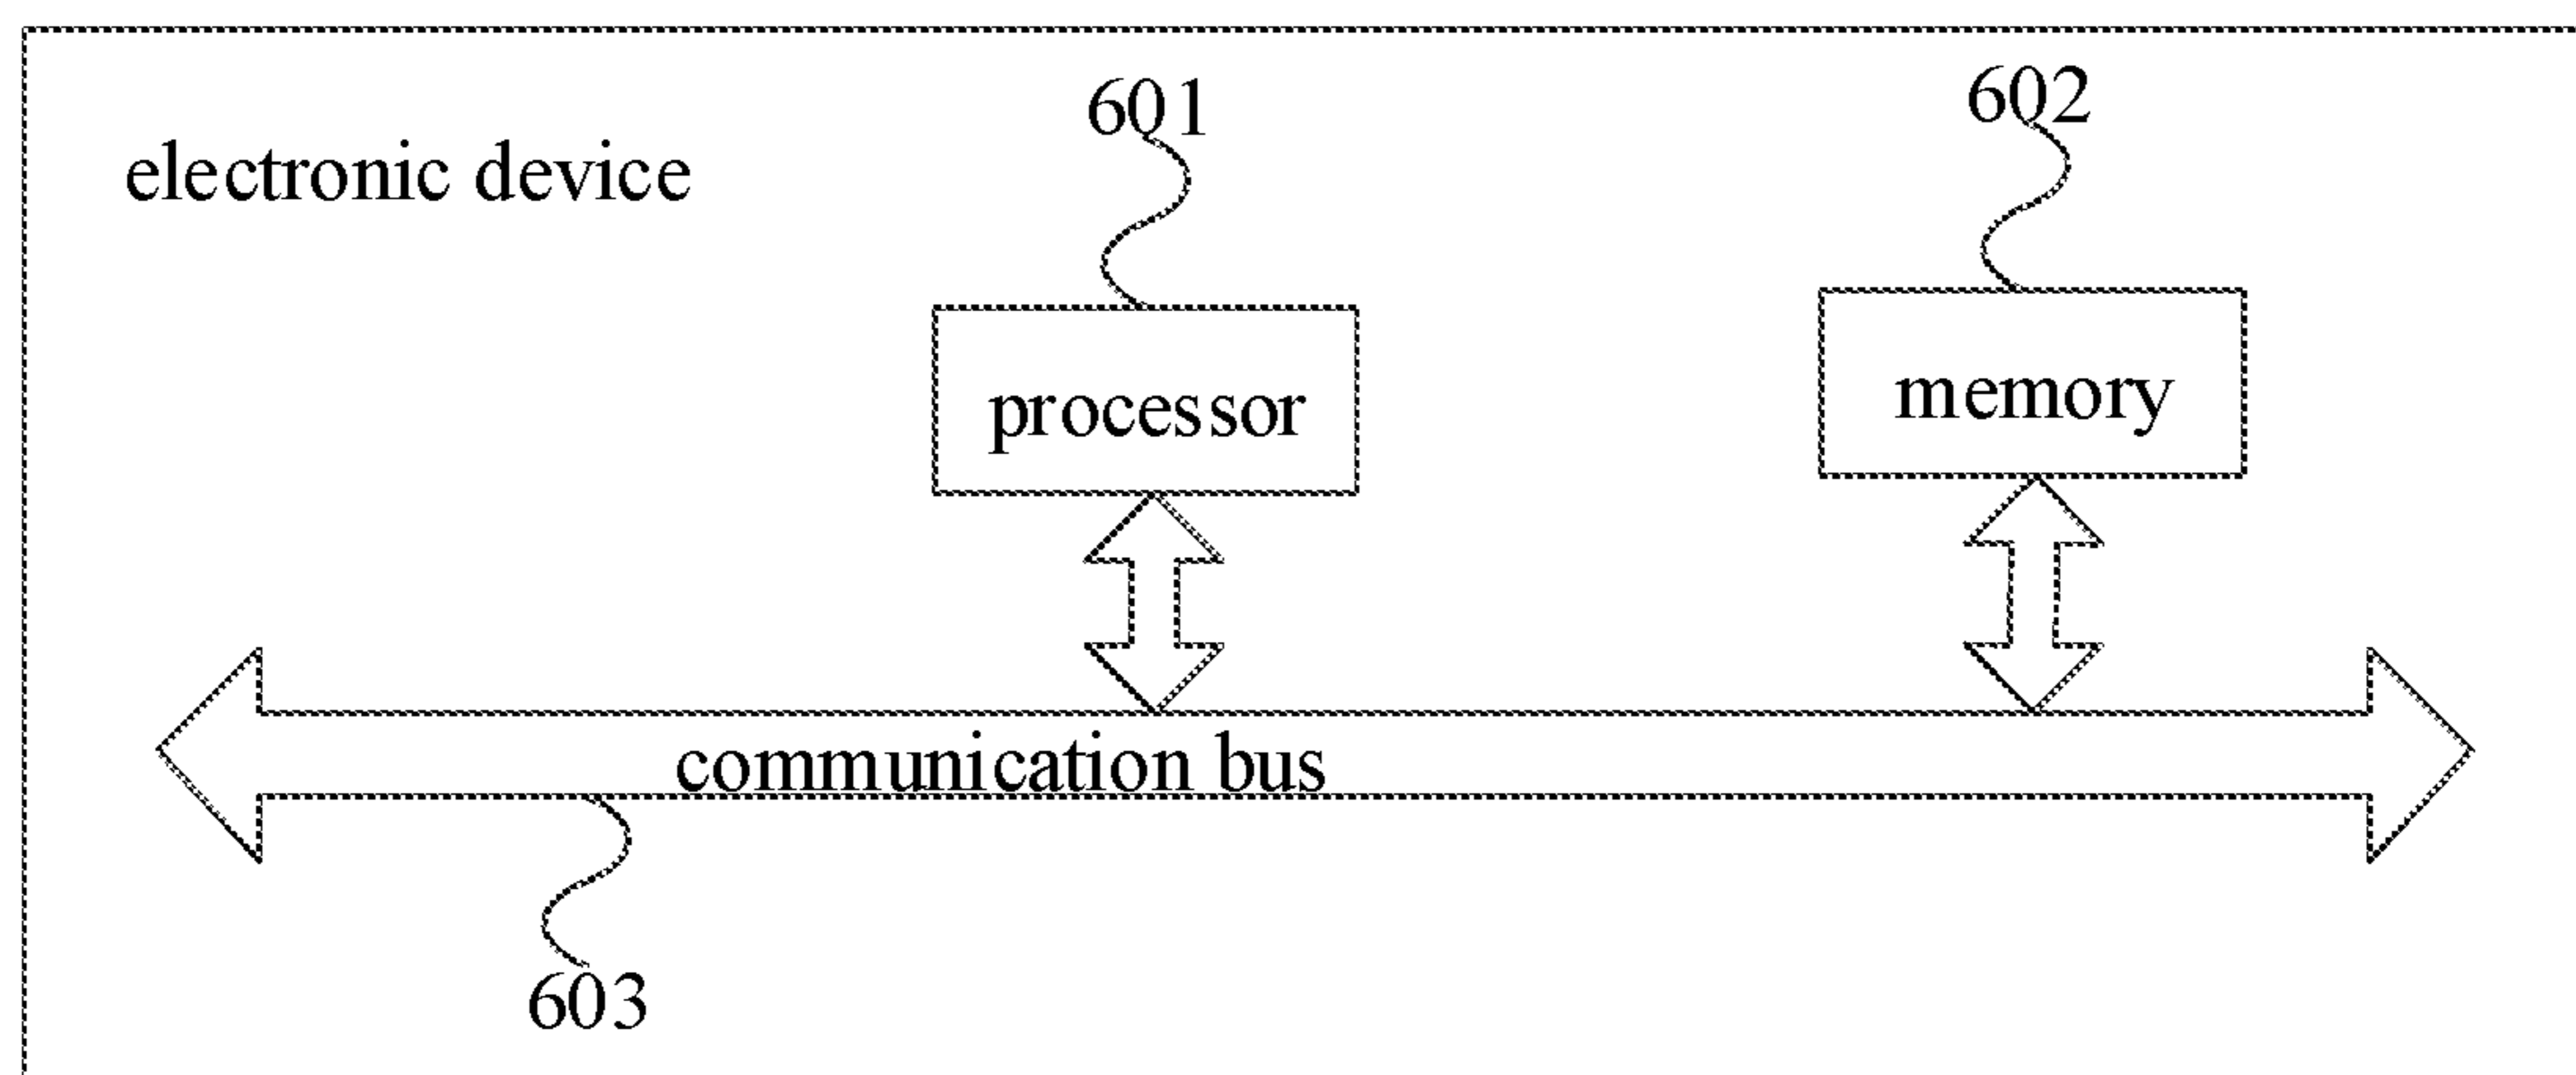 601
602
electronic device
processor
memory
communication bus
603